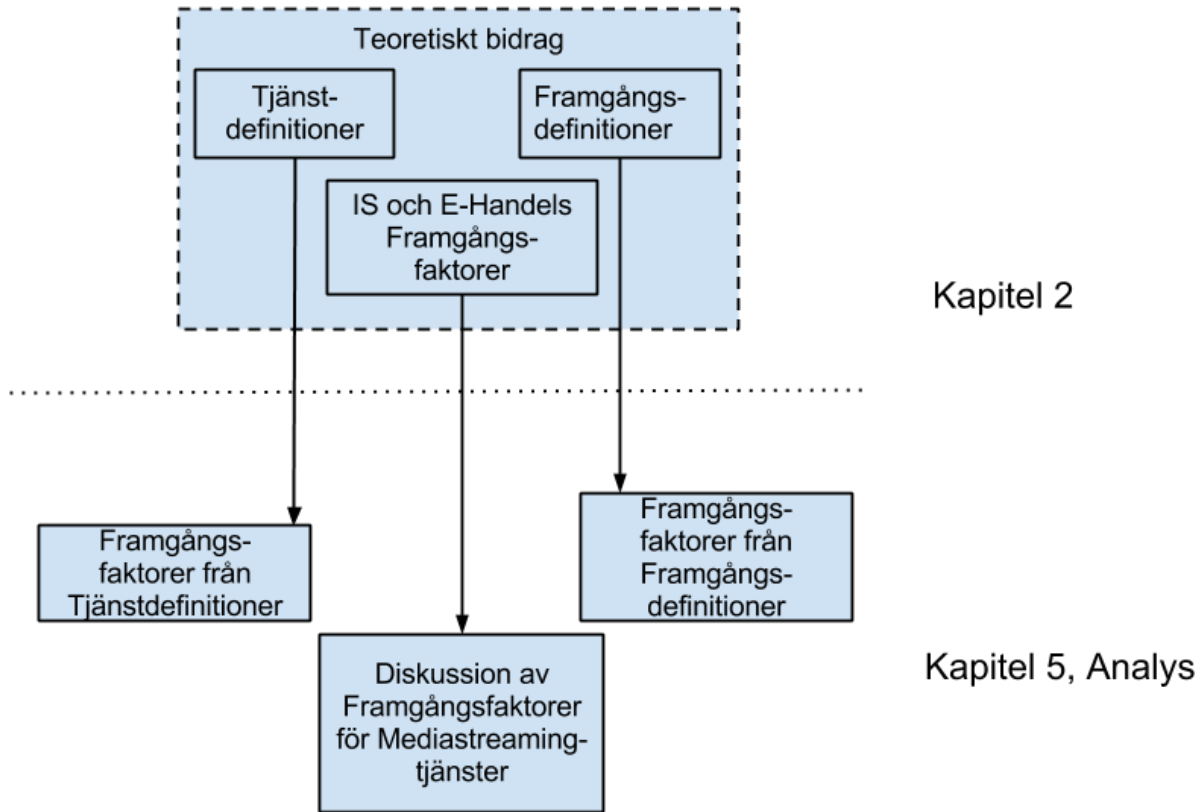 Teoretiskt bidrag
Tjänst-
definitioner
Framgångs-
definitioner
IS och E-Handels
Framgångs-
faktorer
Kapitel 2
Framgångs-
faktorer från
Tjänstdefinitioner
Framgångs-
faktorer från
Framgångs-
definitioner
Diskussion av
Framgångsfaktorer
för Mediastreaming-
tjänster
Kapitel 5, Analys